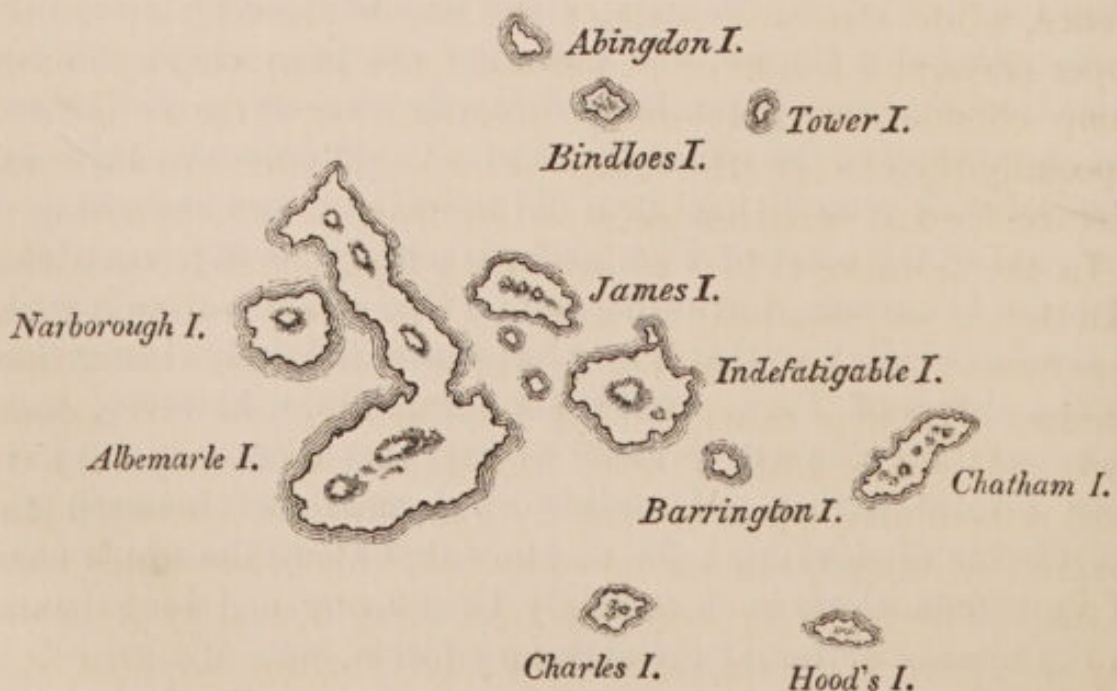 Abingdon I.
Bindloes I.
Tower I.
James I.
Narborough I.
Indefatigable I.
Albemarle I.
Barrington I.
Chatham I.
Charles I.
Hood's I.